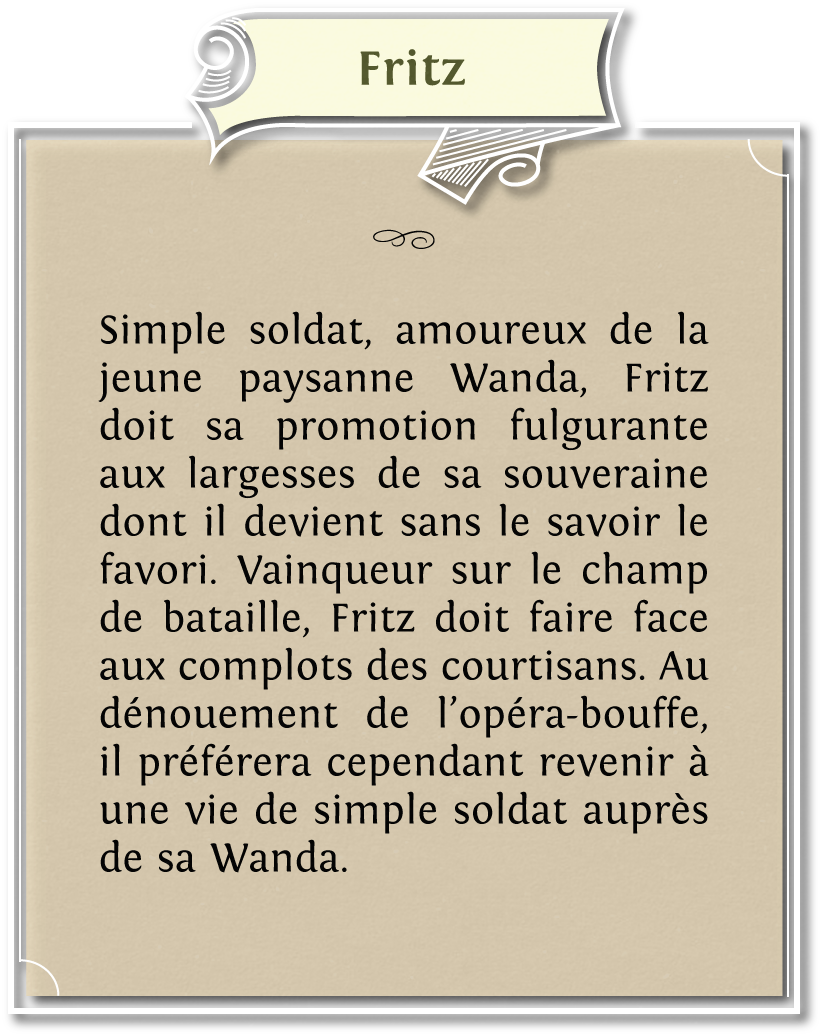 Fritz
Simple soldat, amoureux de la
jeune paysanne Wanda, Fritz
doit sa promotion fulgurante
aux largesses de sa souveraine
dont il devient sans le savoir le
favori. Vainqueur sur le champ
de bataille, Fritz doit faire face
aux complots des courtisans. Au
dénouement de l’opéra-bouffe,
il préférera cependant revenir à
une vie de simple soldat auprès
de sa Wanda.